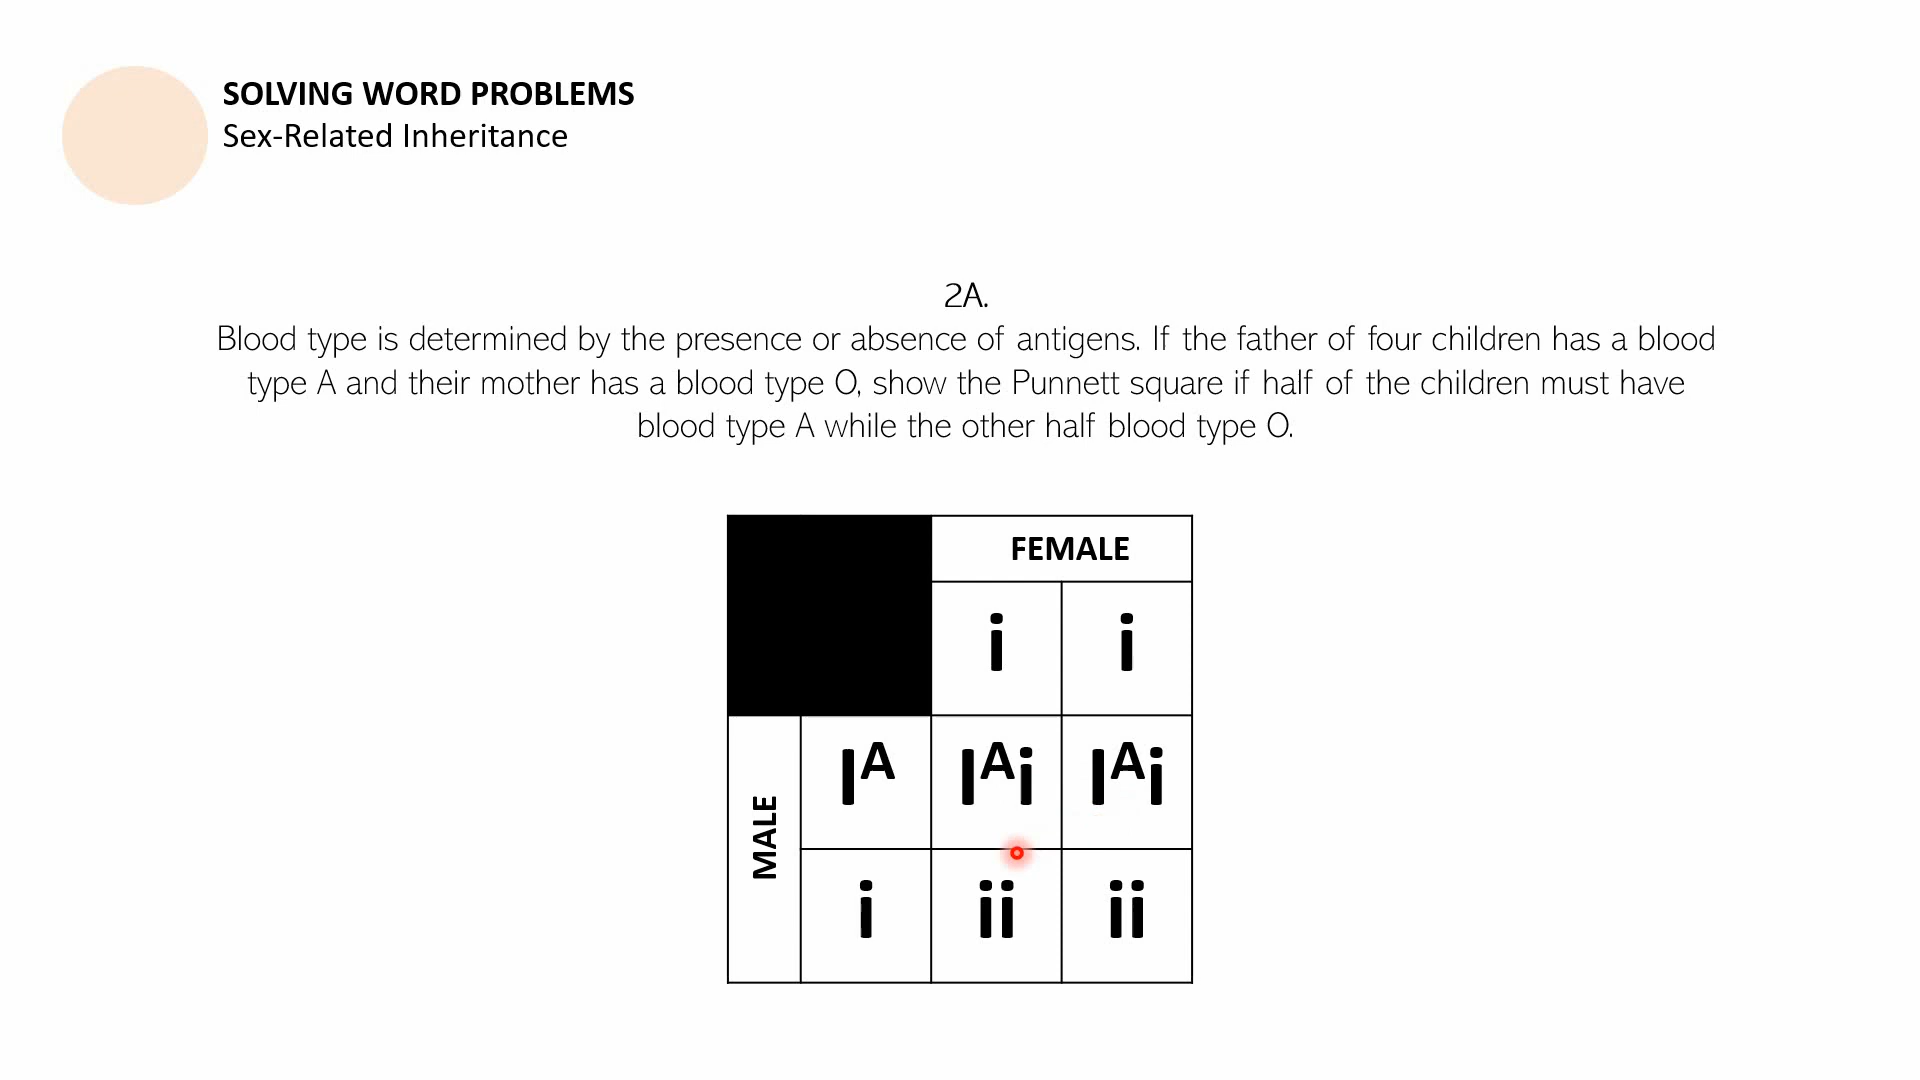 SOLVING WORD PROBLEMS
Sex-Related Inheritance
2A.
Blood type is determined by the presence or absence of antigens. If the father of four children has a blood
type A and their mother has a blood type O, show the Punnett square if half of the children must have
blood type A while the other half blood type O.
FEMALE
i i
MALE
Iᴬ Iᴬi Iᴬi
i ii ii